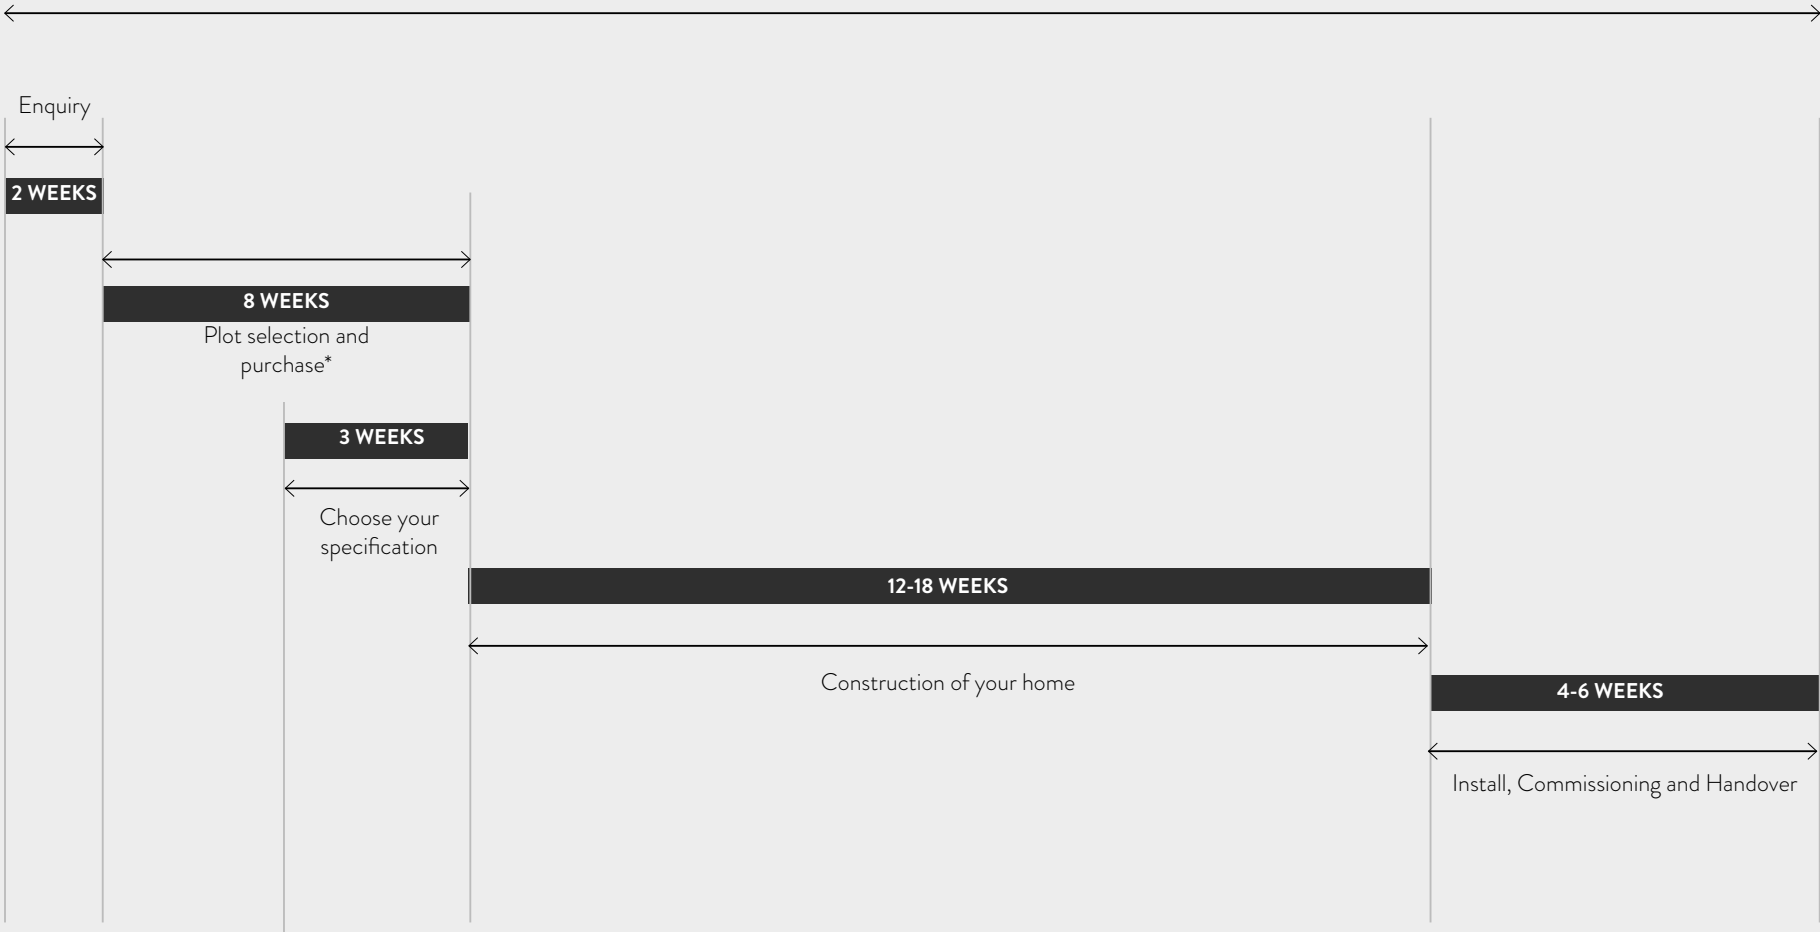 Enquiry
2 WEEKS
8 WEEKS
Plot selection and
purchase*
3 WEEKS
Choose your
specification
12-18 WEEKS
Construction of your home
4-6 WEEKS
Install, Commissioning and Handover